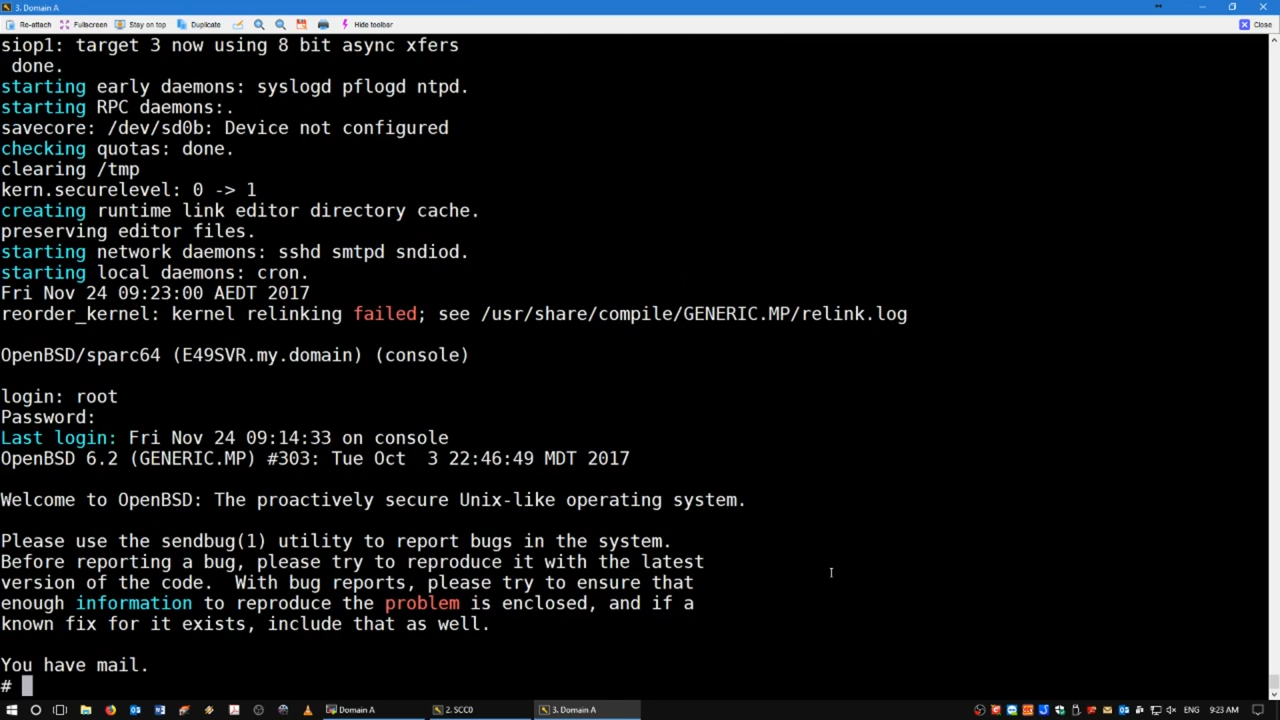 3. Domain A
Re-attach Fullscreen Stay on top Duplicate Hide toolbar Close
siop1: target 3 now using 8 bit async xfers
done.
starting early daemons: syslogd pflogd ntpd.
starting RPC daemons:.
savecore: /dev/sd0b: Device not configured
checking quotas: done.
clearing /tmp
kern.securelevel: 0 -> 1
creating runtime link editor directory cache.
preserving editor files.
starting network daemons: sshd smtpd sndiod.
starting local daemons: cron.
Fri Nov 24 09:23:00 AEDT 2017
reorder_kernel: kernel relinking failed; see /usr/share/compile/GENERIC.MP/relink.log
OpenBSD/sparc64 (E49SVR.my.domain) (console)
login: root
Password:
Last login: Fri Nov 24 09:14:33 on console
OpenBSD 6.2 (GENERIC.MP) #303: Tue Oct  3 22:46:49 MDT 2017
Welcome to OpenBSD: The proactively secure Unix-like operating system.
Please use the sendbug(1) utility to report bugs in the system.
Before reporting a bug, please try to reproduce it with the latest
version of the code.  With bug reports, please try to ensure that
enough information to reproduce the problem is enclosed, and if a
known fix for it exists, include that as well.
You have mail.
#
Domain A 2. SCC0 3. Domain A ENG 9:23 AM